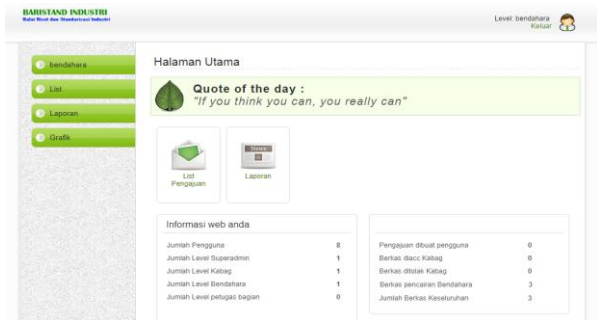 BARISTAND INDUSTRI
Balai Riset dan Standarisasi Industri
Level: bendahara
Keluar
bendahara
List
Laporan
Grafik
Halaman Utama
Quote of the day :
"If you think you can, you really can"
List
Pengajuan
News
Laporan
Informasi web anda
Jumlah Pengguna 8
Jumlah Level Superadmin 1
Jumlah Level Kabag 1
Jumlah Level Bendahara 1
Jumlah Level petugas bagian 0
Pengajuan dibuat pengguna 0
Berkas diacc Kabag 0
Berkas ditolak Kabag 0
Berkas pencairan Bendahara 3
Jumlah Berkas Keseluruhan 3